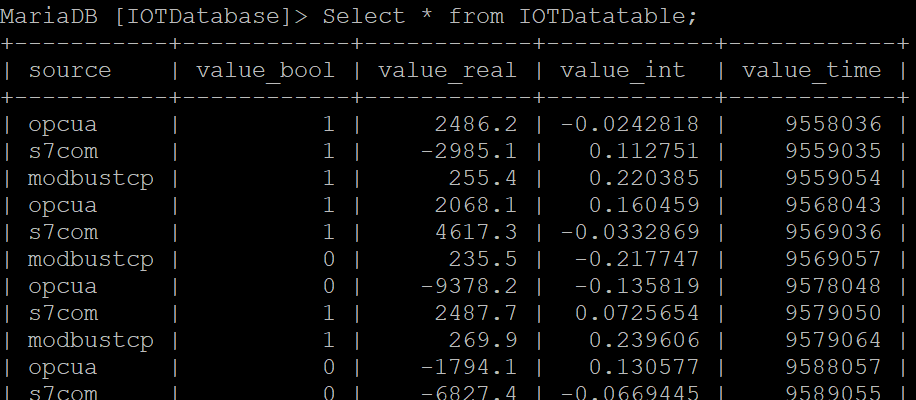 MariaDB [IOTDatabase]> Select * from IOTDatatable;
+-----------+------------+------------+------------+------------+
| source    | value_bool | value_real | value_int  | value_time |
+-----------+------------+------------+------------+------------+
| opcua     |          1 |     2486.2 | -0.0242818 |    9558036 |
| s7com     |          1 |    -2985.1 |   0.112751 |    9559035 |
| modbustcp |          1 |      255.4 |   0.220385 |    9559054 |
| opcua     |          1 |     2068.1 |   0.160459 |    9568043 |
| s7com     |          1 |     4617.3 | -0.0332869 |    9569036 |
| modbustcp |          0 |      235.5 |  -0.217747 |    9569057 |
| opcua     |          0 |    -9378.2 |  -0.135819 |    9578048 |
| s7com     |          1 |     2487.7 |  0.0725654 |    9579050 |
| modbustcp |          1 |      269.9 |   0.239606 |    9579064 |
| opcua     |          0 |    -1794.1 |   0.130577 |    9588057 |
| s7com     |          0 |    -6827.4 | -0.0669445 |    9589055 |